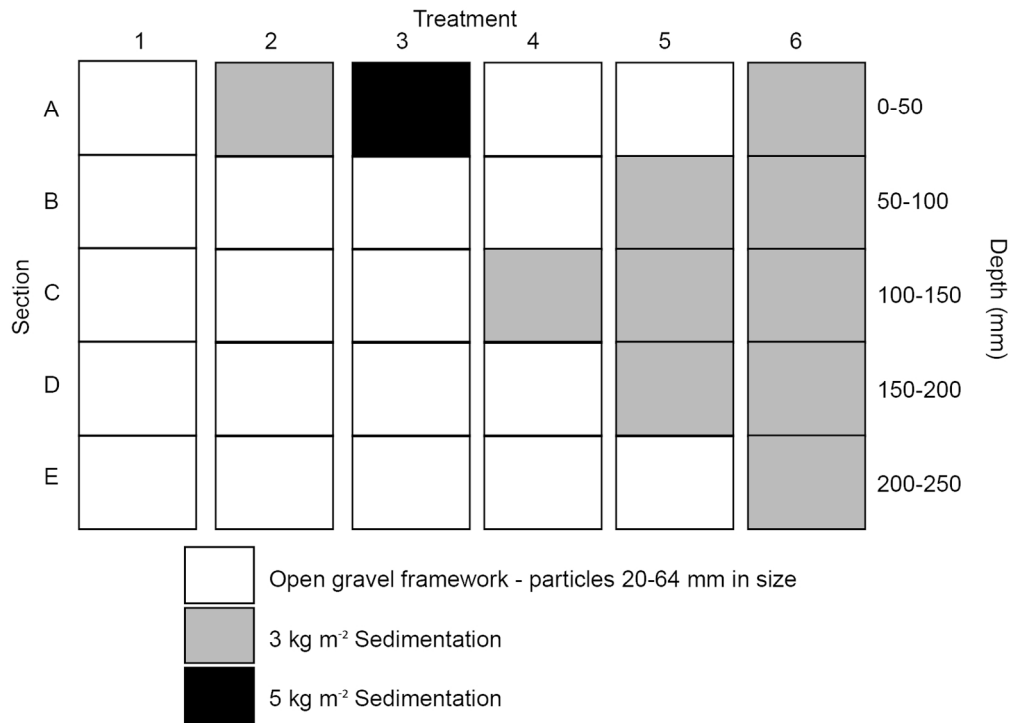 Treatment
1 2 3 4 5 6
A 0-50
B 50-100
C 100-150
D 150-200
E 200-250
Section
Depth (mm)
Open gravel framework - particles 20-64 mm in size
3 kg m⁻² Sedimentation
5 kg m⁻² Sedimentation